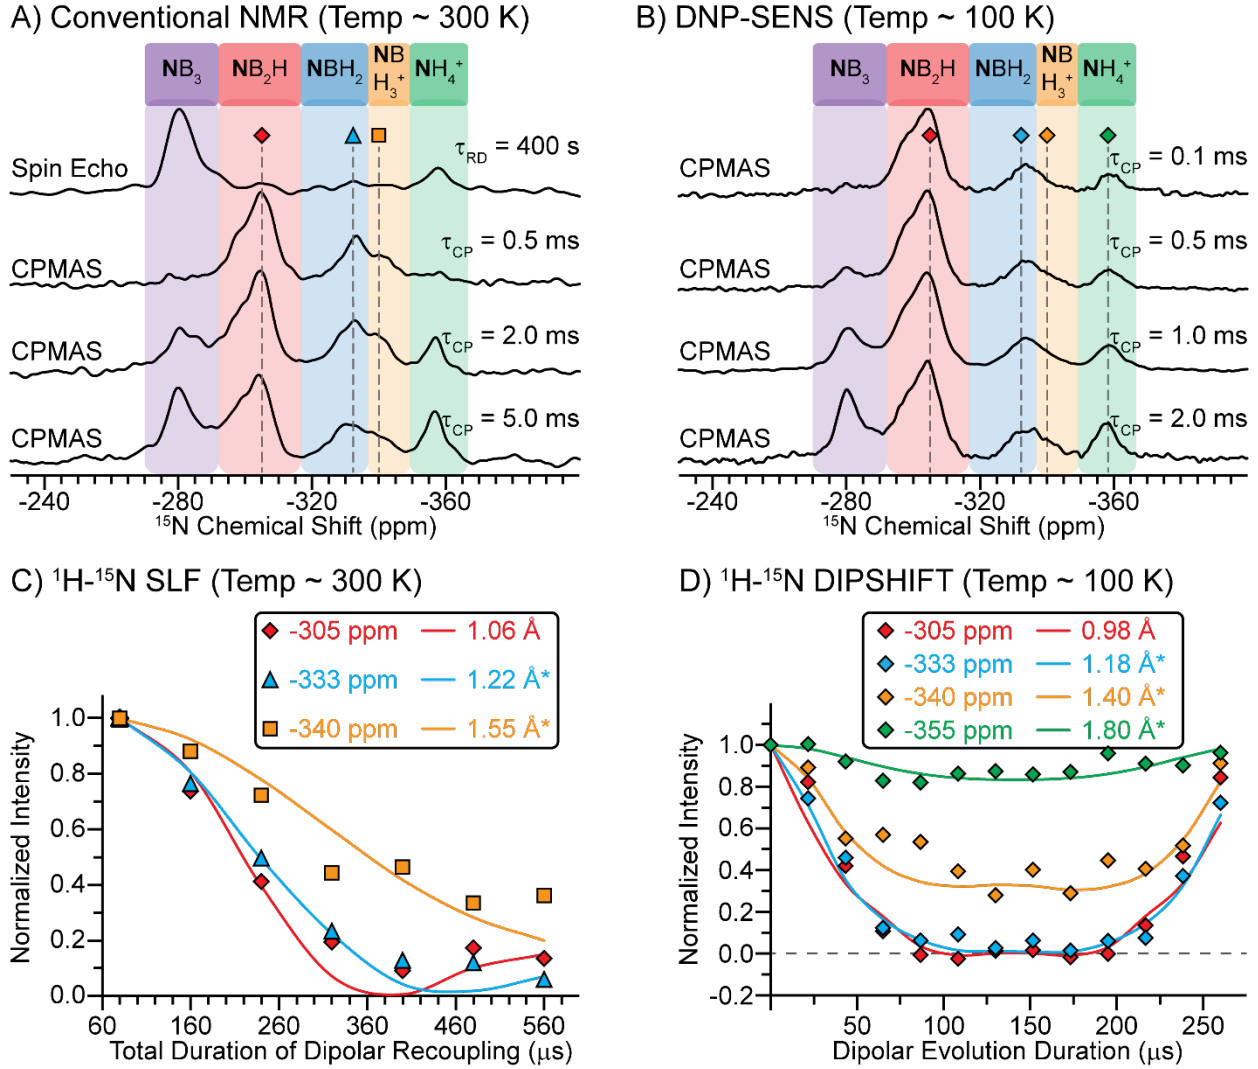 A) Conventional NMR (Temp ~ 300 K)
NB₃ NB₂H NBH₂ NB H₃⁺ NH₄⁺
Spin Echo τRD = 400 s
CPMAS τCP = 0.5 ms
CPMAS τCP = 2.0 ms
CPMAS τCP = 5.0 ms
-240 -280 -320 -360
¹⁵N Chemical Shift (ppm)
B) DNP-SENS (Temp ~ 100 K)
NB₃ NB₂H NBH₂ NB H₃⁺ NH₄⁺
CPMAS τCP = 0.1 ms
CPMAS τCP = 0.5 ms
CPMAS τCP = 1.0 ms
CPMAS τCP = 2.0 ms
-240 -280 -320 -360
¹⁵N Chemical Shift (ppm)
C) ¹H-¹⁵N SLF (Temp ~ 300 K)
-305 ppm 1.06 Å
-333 ppm 1.22 Å*
-340 ppm 1.55 Å*
Normalized Intensity
1.0
0.8
0.6
0.4
0.2
0.0
60 160 260 360 460 560
Total Duration of Dipolar Recoupling (μs)
D) ¹H-¹⁵N DIPSHIFT (Temp ~ 100 K)
-305 ppm 0.98 Å
-333 ppm 1.18 Å*
-340 ppm 1.40 Å*
-355 ppm 1.80 Å*
Normalized Intensity
1.0
0.8
0.6
0.4
0.2
0.0
-0.2
50 100 150 200 250
Dipolar Evolution Duration (μs)